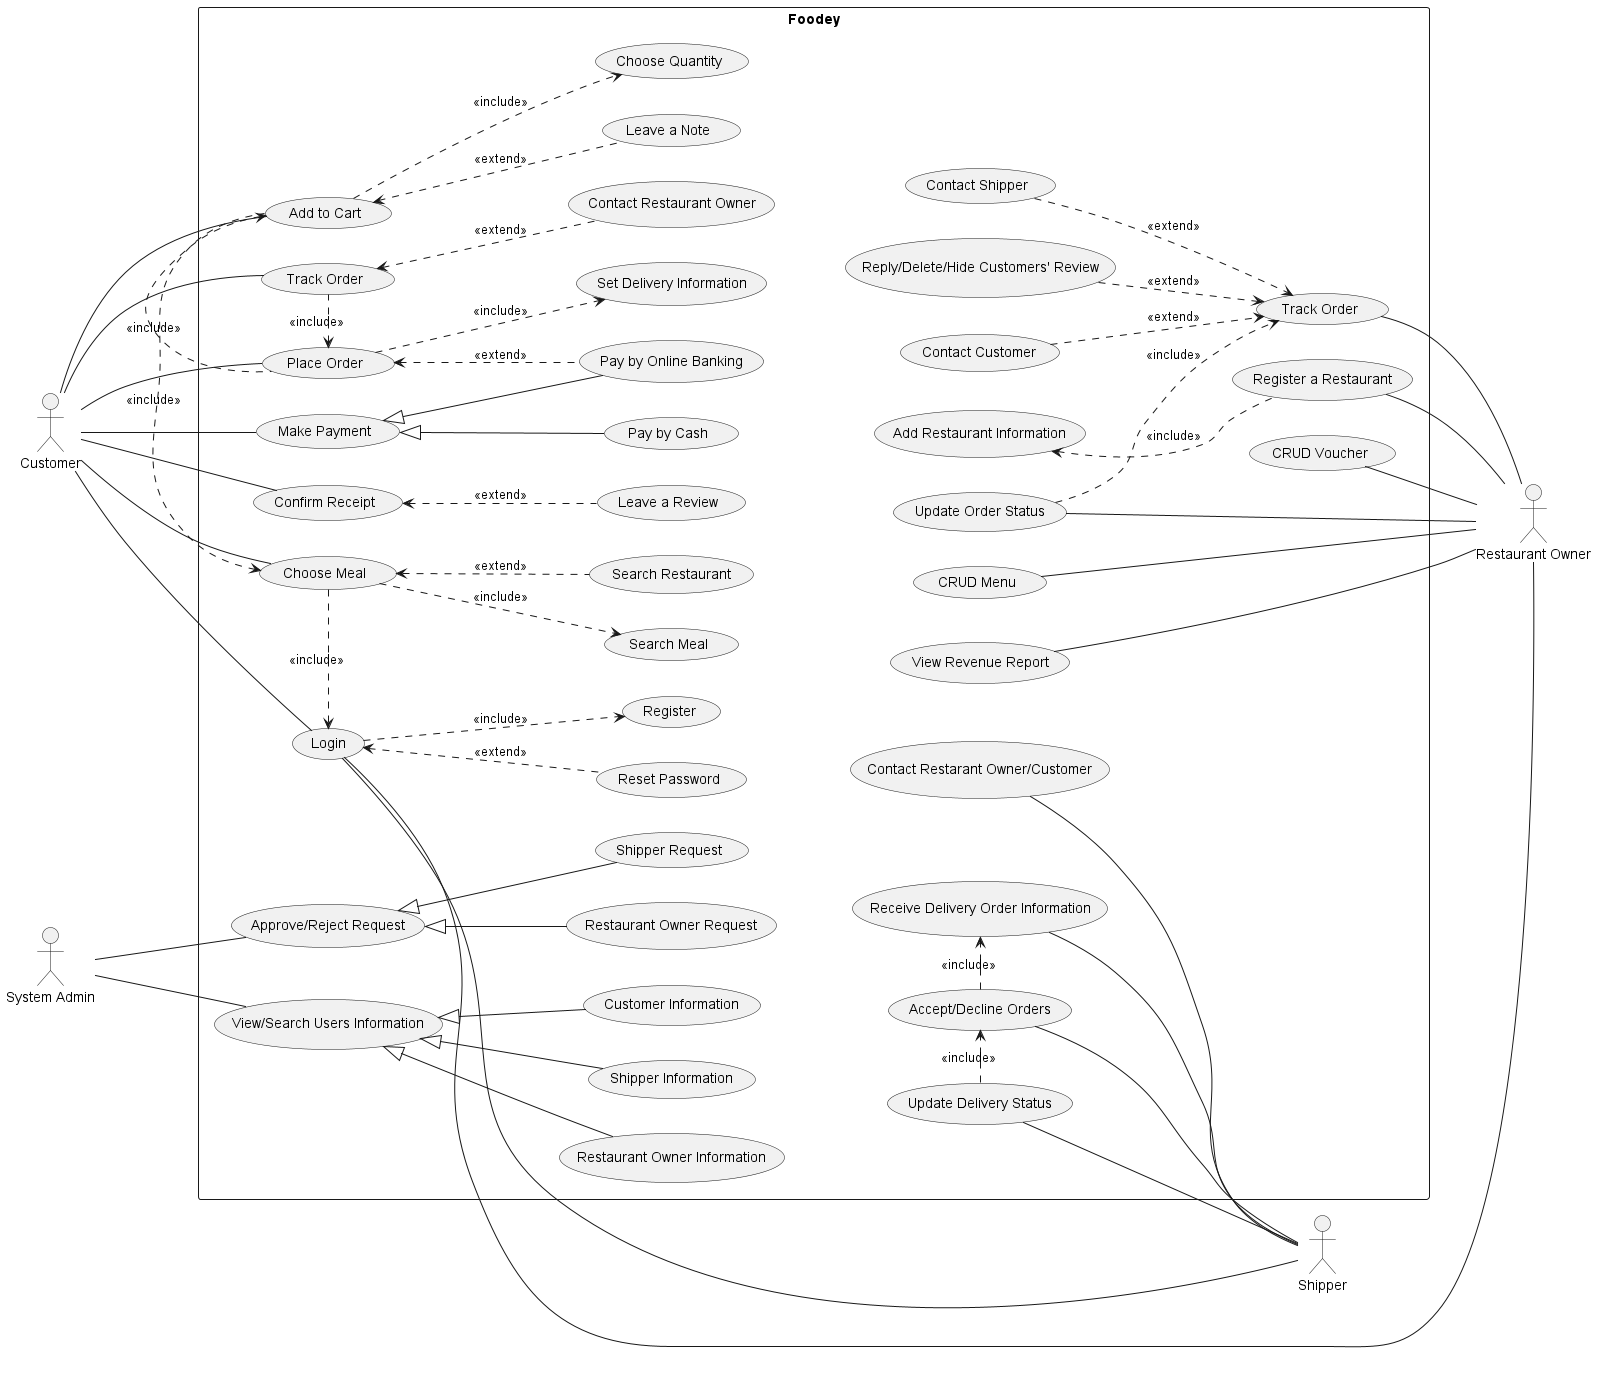 Foodey
Choose Quantity
«include»
Leave a Note
«extend»
Contact Restaurant Owner
Add to Cart
«extend»
Track Order
Set Delivery Information
«include»
«include»
«include»
Place Order
«extend»
Pay by Online Banking
«include»
Customer
Make Payment
Pay by Cash
Confirm Receipt
«extend»
Leave a Review
Choose Meal
«extend»
Search Restaurant
«include»
Search Meal
«include»
Login
«include»
Register
«extend»
Reset Password
Contact Shipper
«extend»
Reply/Delete/Hide Customers' Review
«extend»
Track Order
«extend»
Contact Customer
«include»
Register a Restaurant
Add Restaurant Information
«include»
CRUD Voucher
Update Order Status
Restaurant Owner
CRUD Menu
View Revenue Report
Contact Restarant Owner/Customer
Shipper Request
Approve/Reject Request
Restaurant Owner Request
System Admin
Customer Information
View/Search Users Information
Shipper Information
Restaurant Owner Information
Receive Delivery Order Information
«include»
Accept/Decline Orders
«include»
Update Delivery Status
Shipper